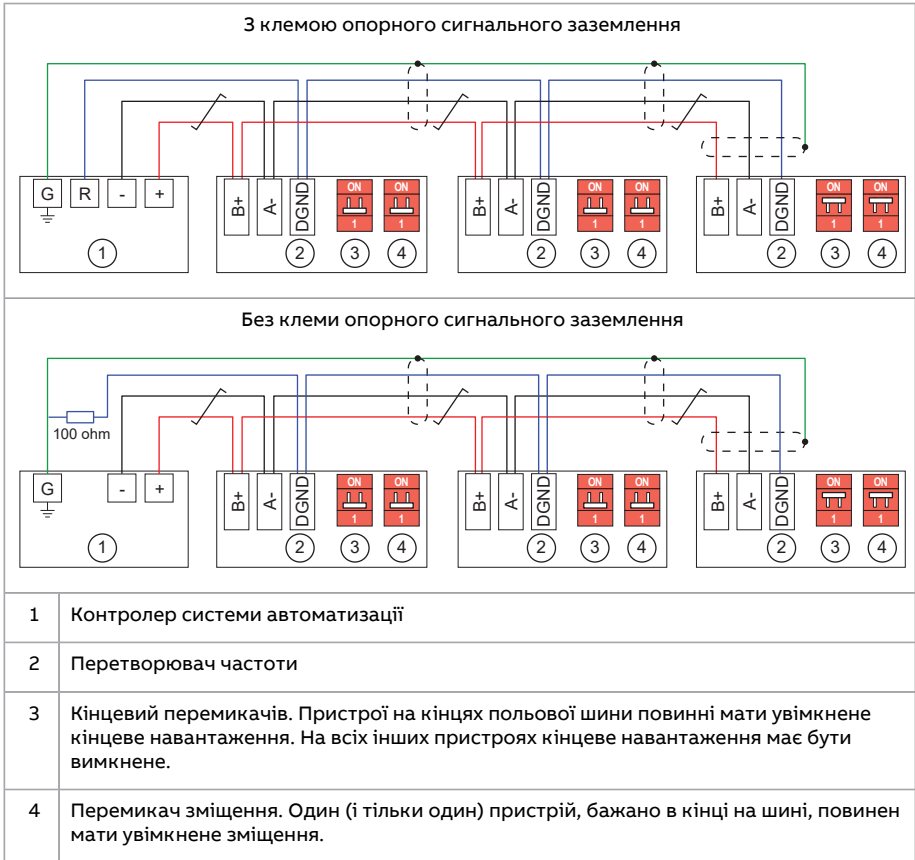 З клемою опорного сигнального заземлення
G R - +
B+ A- DGND ON 1 ON 1
B+ A- DGND ON 1 ON 1
B+ A- DGND ON 1 ON 1
1 2 3 4 2 3 4 2 3 4
Без клеми опорного сигнального заземлення
100 ohm
G - +
B+ A- DGND ON 1 ON 1
B+ A- DGND ON 1 ON 1
B+ A- DGND ON 1 ON 1
1 2 3 4 2 3 4 2 3 4
1 Контролер системи автоматизації
2 Перетворювач частоти
3 Кінцевий перемикачів. Пристрої на кінцях польової шини повинні мати увімкнене
кінцеве навантаження. На всіх інших пристроях кінцеве навантаження має бути
вимкнене.
4 Перемикач зміщення. Один (і тільки один) пристрій, бажано в кінці на шині, повинен
мати увімкнене зміщення.